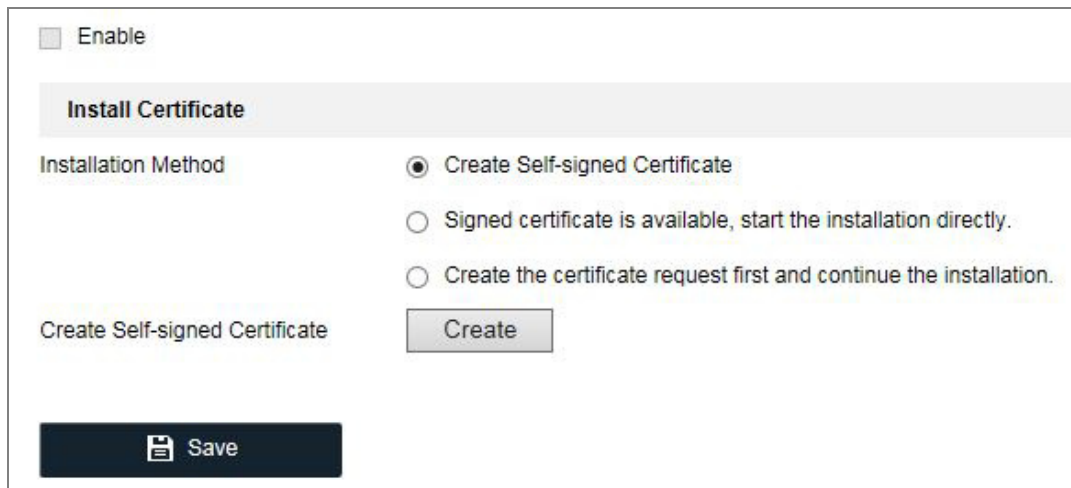 Enable
Install Certificate
Installation Method
Create Self-signed Certificate
Signed certificate is available, start the installation directly.
Create the certificate request first and continue the installation.
Create Self-signed Certificate
Create
Save